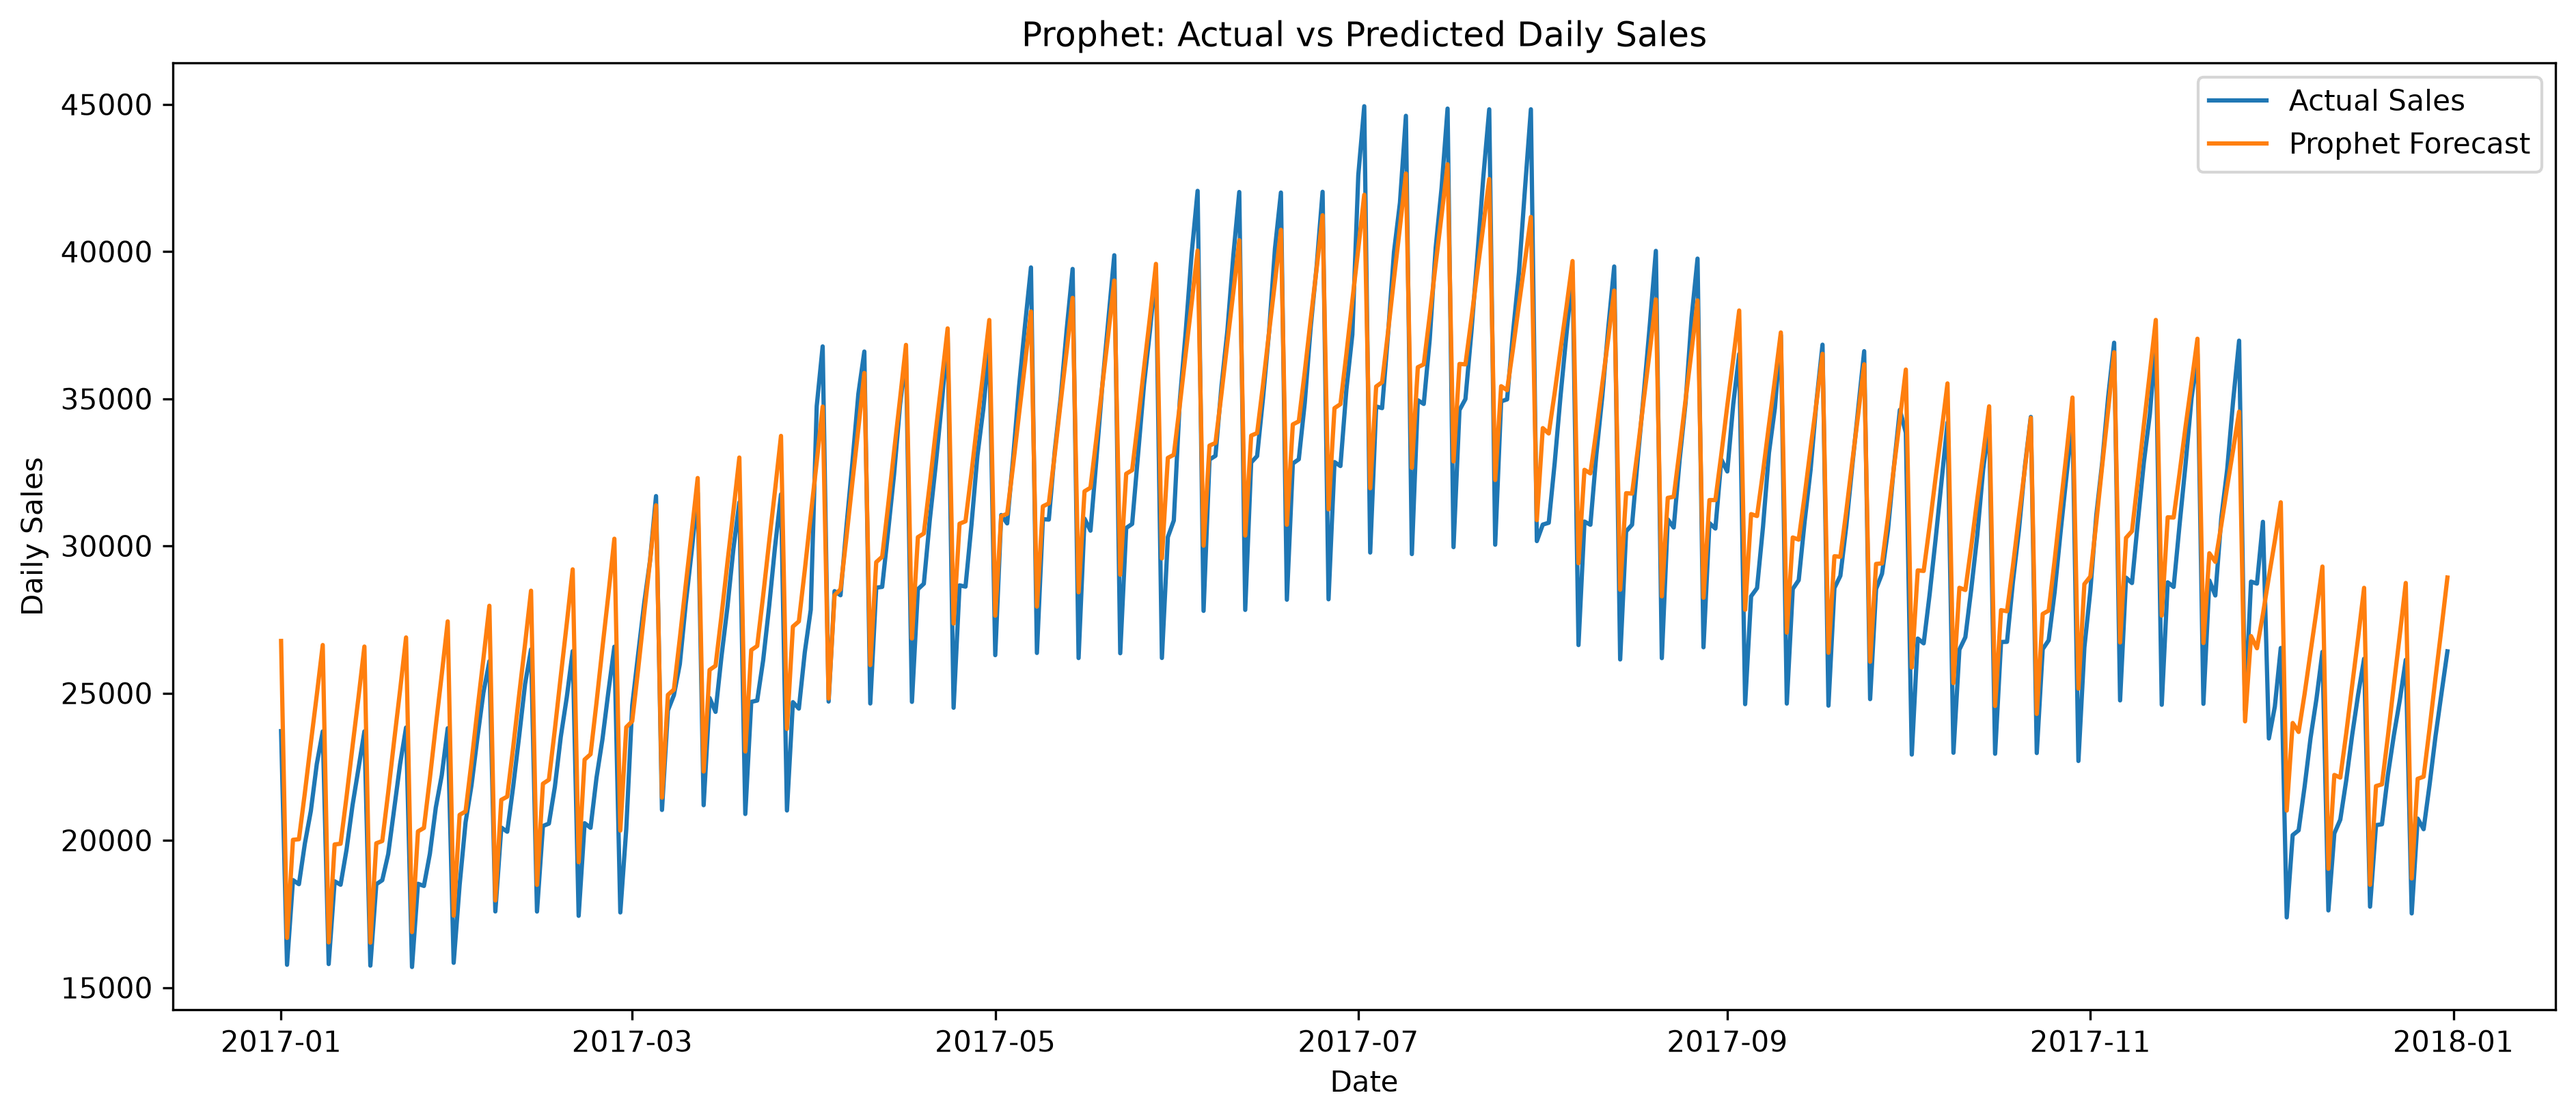 Prophet: Actual vs Predicted Daily Sales
Actual Sales
Prophet Forecast
45000
40000
35000
30000
25000
20000
15000
Daily Sales
2017-01
2017-03
2017-05
2017-07
2017-09
2017-11
2018-01
Date